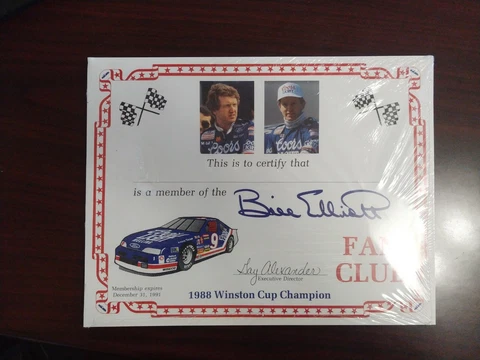 Coors
Coors
This is to certify that
is a member of the Bill Elliott
FAN
CLUB
9
Gay Alexander
Executive Director
Membership expires
December 31, 1991
1988 Winston Cup Champion